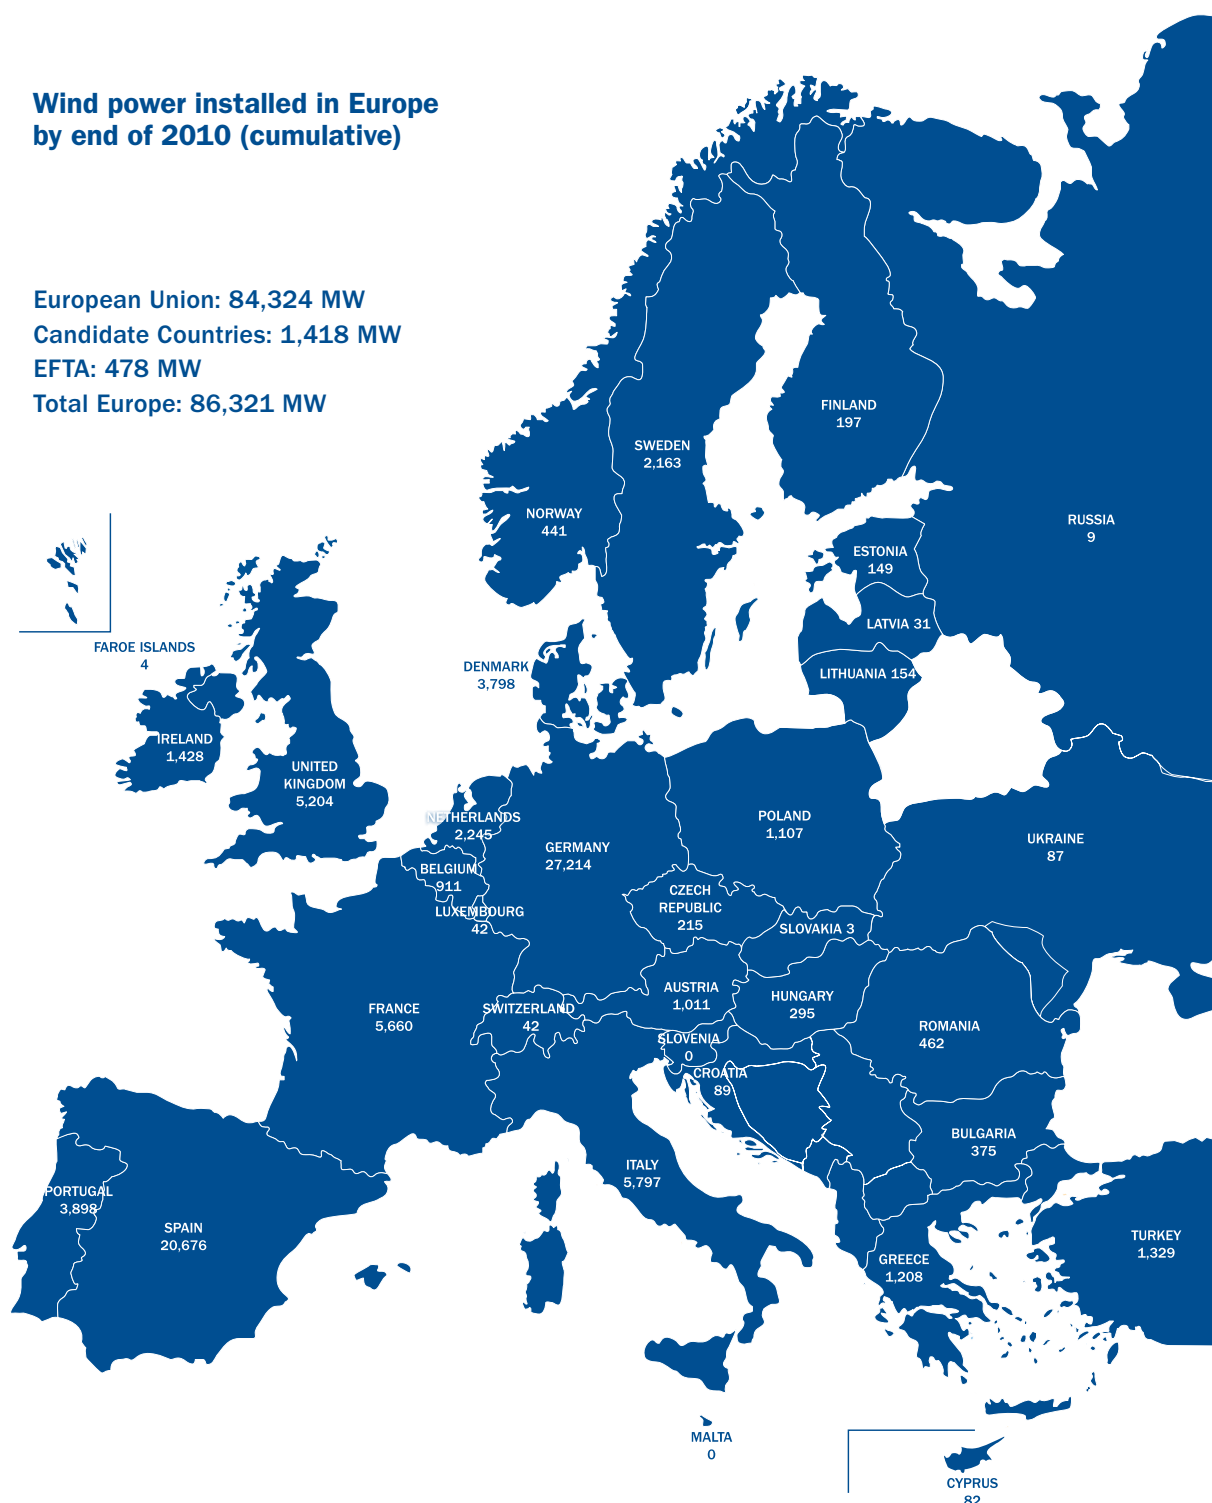 Wind power installed in Europe
by end of 2010 (cumulative)
European Union: 84,324 MW
Candidate Countries: 1,418 MW
EFTA: 478 MW
Total Europe: 86,321 MW
FINLAND
197
SWEDEN
2,163
NORWAY
441
RUSSIA
9
ESTONIA
149
LATVIA 31
LITHUANIA 154
FAROE ISLANDS
4
DENMARK
3,798
IRELAND
1,428
UNITED
KINGDOM
5,204
NETHERLANDS
2,245
POLAND
1,107
UKRAINE
87
GERMANY
27,214
BELGIUM
911
LUXEMBOURG
42
CZECH
REPUBLIC
215
SLOVAKIA 3
AUSTRIA
1,011
HUNGARY
295
FRANCE
5,660
SWITZERLAND
42
ROMANIA
462
SLOVENIA
0
CROATIA
89
BULGARIA
375
ITALY
5,797
PORTUGAL
3,898
SPAIN
20,676
TURKEY
1,329
GREECE
1,208
MALTA
0
CYPRUS
82